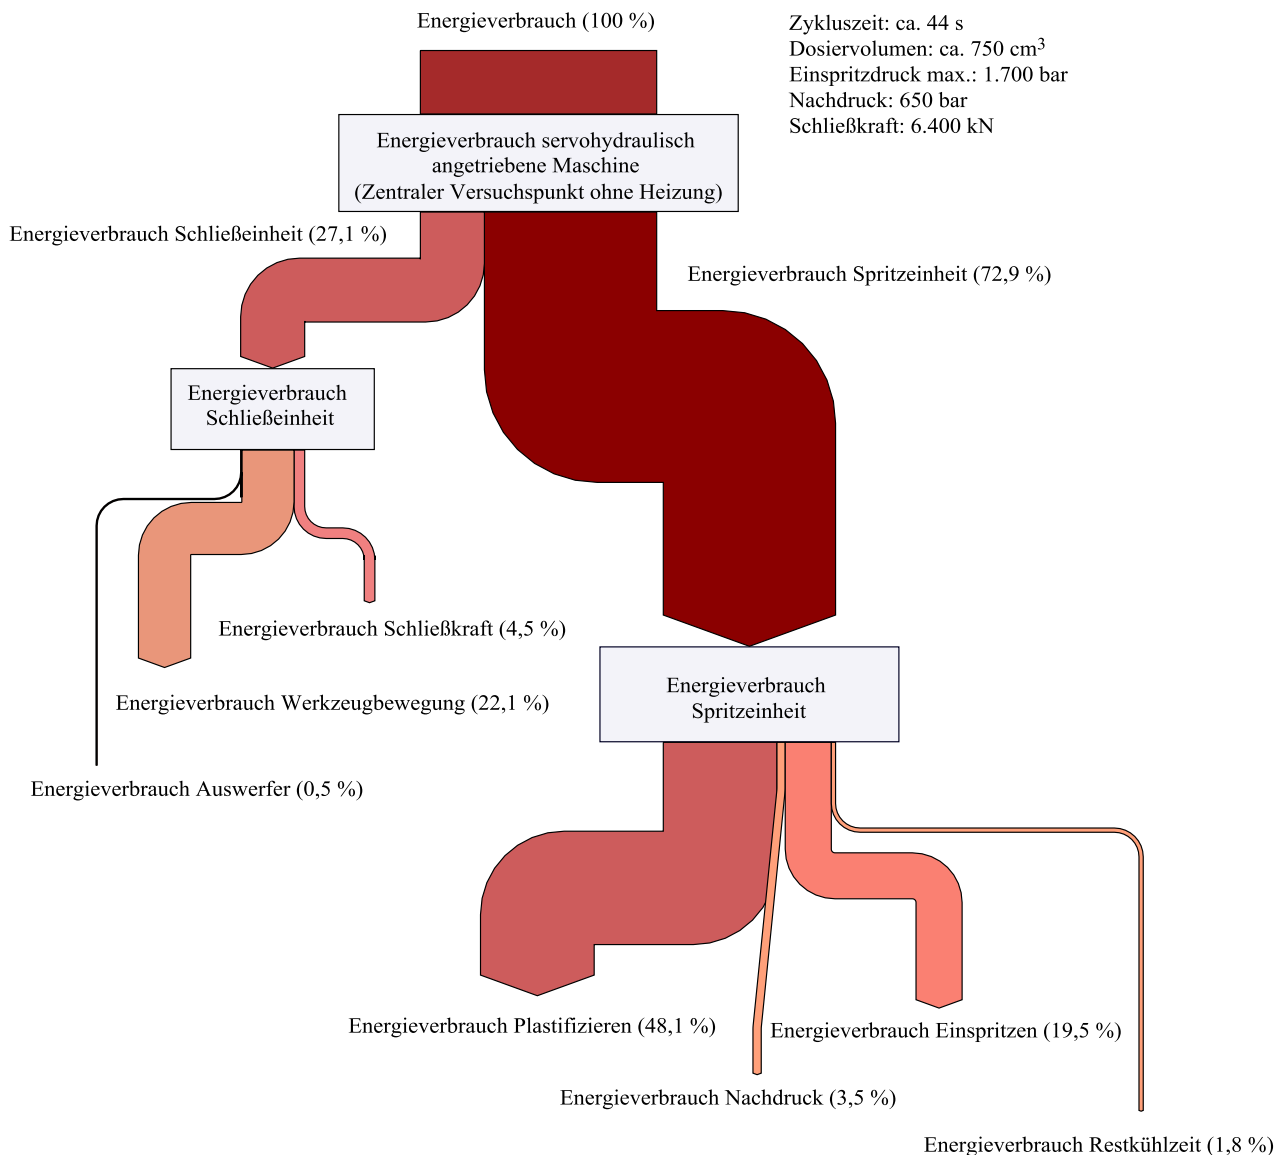 Energieverbrauch (100 %)
Zykluszeit: ca. 44 s
Dosiervolumen: ca. 750 cm³
Einspritzdruck max.: 1.700 bar
Nachdruck: 650 bar
Schließkraft: 6.400 kN
Energieverbrauch servohydraulisch
angetriebene Maschine
(Zentraler Versuchspunkt ohne Heizung)
Energieverbrauch Schließeinheit (27,1 %)
Energieverbrauch Spritzeinheit (72,9 %)
Energieverbrauch
Schließeinheit
Energieverbrauch Schließkraft (4,5 %)
Energieverbrauch Werkzeugbewegung (22,1 %)
Energieverbrauch Auswerfer (0,5 %)
Energieverbrauch
Spritzeinheit
Energieverbrauch Plastifizieren (48,1 %)
Energieverbrauch Einspritzen (19,5 %)
Energieverbrauch Nachdruck (3,5 %)
Energieverbrauch Restkühlzeit (1,8 %)